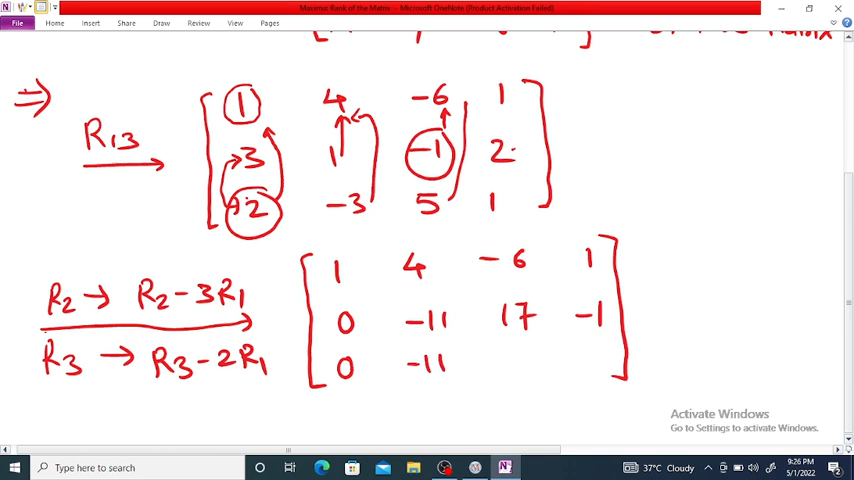 Maximix Rank of the Matrix - Microsoft OneNote (Product Activation Failed)
File Home Insert Draw History Review View Pages
⇒
R13 → [ 1 4 -6 1
3 1 -1 2
2 -3 5 1 ]
R2 → R2 - 3R1
R3 → R3 - 2R1
[ 1 4 -6 1
0 -11 17 -1
0 -11 ]
Activate Windows
Go to Settings to activate Windows.
Type here to search
37°C Cloudy
9:26 PM
5/1/2022
2